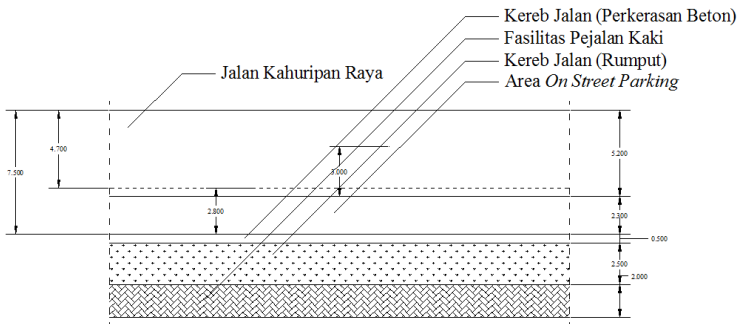 Kereb Jalan (Perkerasan Beton)
Fasilitas Pejalan Kaki
Kereb Jalan (Rumput)
Area On Street Parking
Jalan Kahuripan Raya
4.700
7.500
3.000
5.200
2.800
2.300
0.500
2.500
2.000